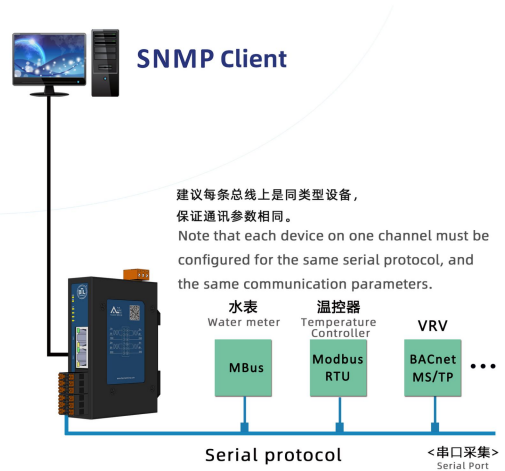 SNMP Client
建议每条总线上是同类型设备，
保证通讯参数相同。
Note that each device on one channel must be
configured for the same serial protocol, and
the same communication parameters.
水表
Water meter
温控器
Temperature
Controller
VRV
MBus
Modbus
RTU
BACnet
MS/TP
•••
Serial protocol
<串口采集>
Serial Port